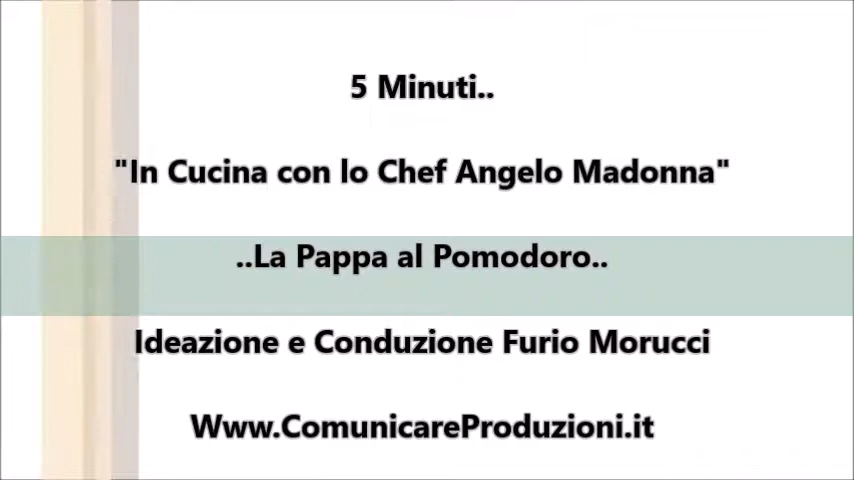 5 Minuti..
"In Cucina con lo Chef Angelo Madonna"
..La Pappa al Pomodoro..
Ideazione e Conduzione Furio Morucci
Www.ComunicareProduzioni.it